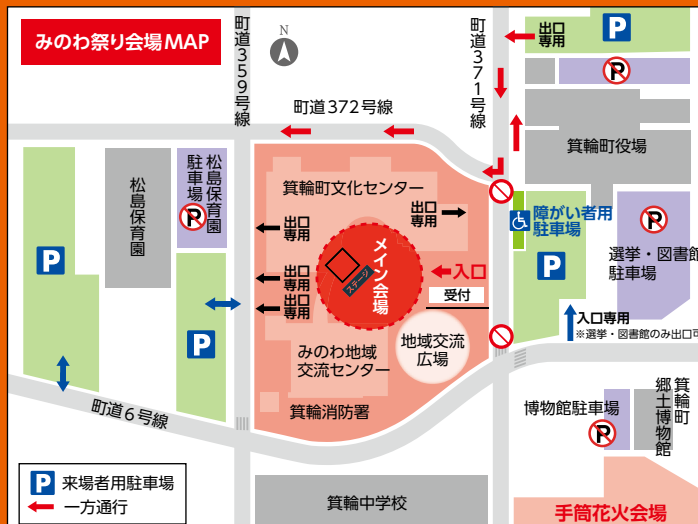 みのわ祭り会場MAP
町道359号線
N
町道371号線
出口
専用
P
P
町道372号線
箕輪町役場
松島保育園
松島保育園
駐車場
P
箕輪町文化センター
出口
専用
出口
専用
障がい者用
駐車場
P
選挙・図書館
駐車場
P
P
メイン会場
ステージ
入口
受付
出口
専用
出口
専用
P
入口専用
※選挙・図書館のみ出口可
みのわ地域
交流センター
地域交流
広場
町道6号線
箕輪消防署
博物館駐車場
P
箕輪町
郷土博物館
P 来場者用駐車場
一方通行
箕輪中学校
手筒花火会場